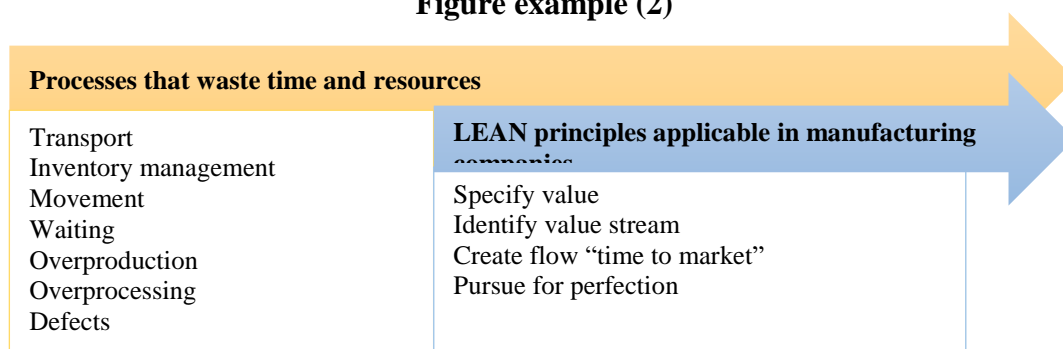 Figure example (2)
Processes that waste time and resources
Transport
Inventory management
Movement
Waiting
Overproduction
Overprocessing
Defects
LEAN principles applicable in manufacturing
companies
Specify value
Identify value stream
Create flow “time to market”
Pursue for perfection